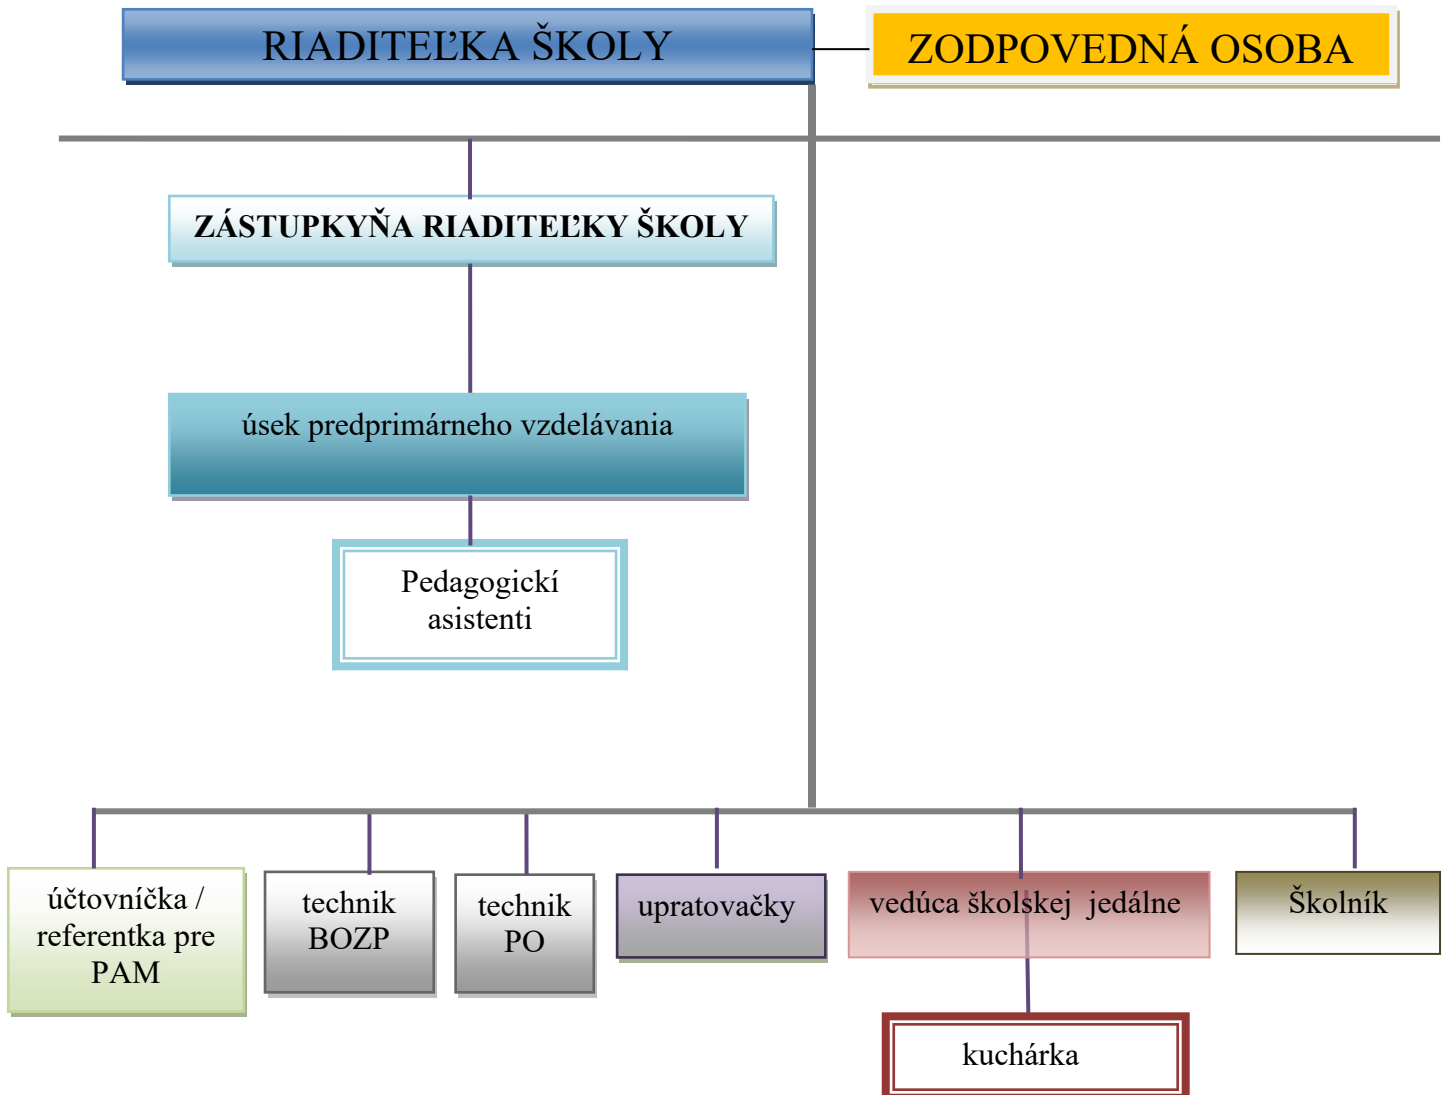 RIADITEĽKA ŠKOLY
ZODPOVEDNÁ OSOBA
ZÁSTUPKYŇA RIADITEĽKY ŠKOLY
úsek predprimárneho vzdelávania
Pedagogickí
asistenti
účtovníčka /
referentka pre
PAM
technik
BOZP
technik
PO
upratovačky
vedúca školskej jedálne
Školník
kuchárka